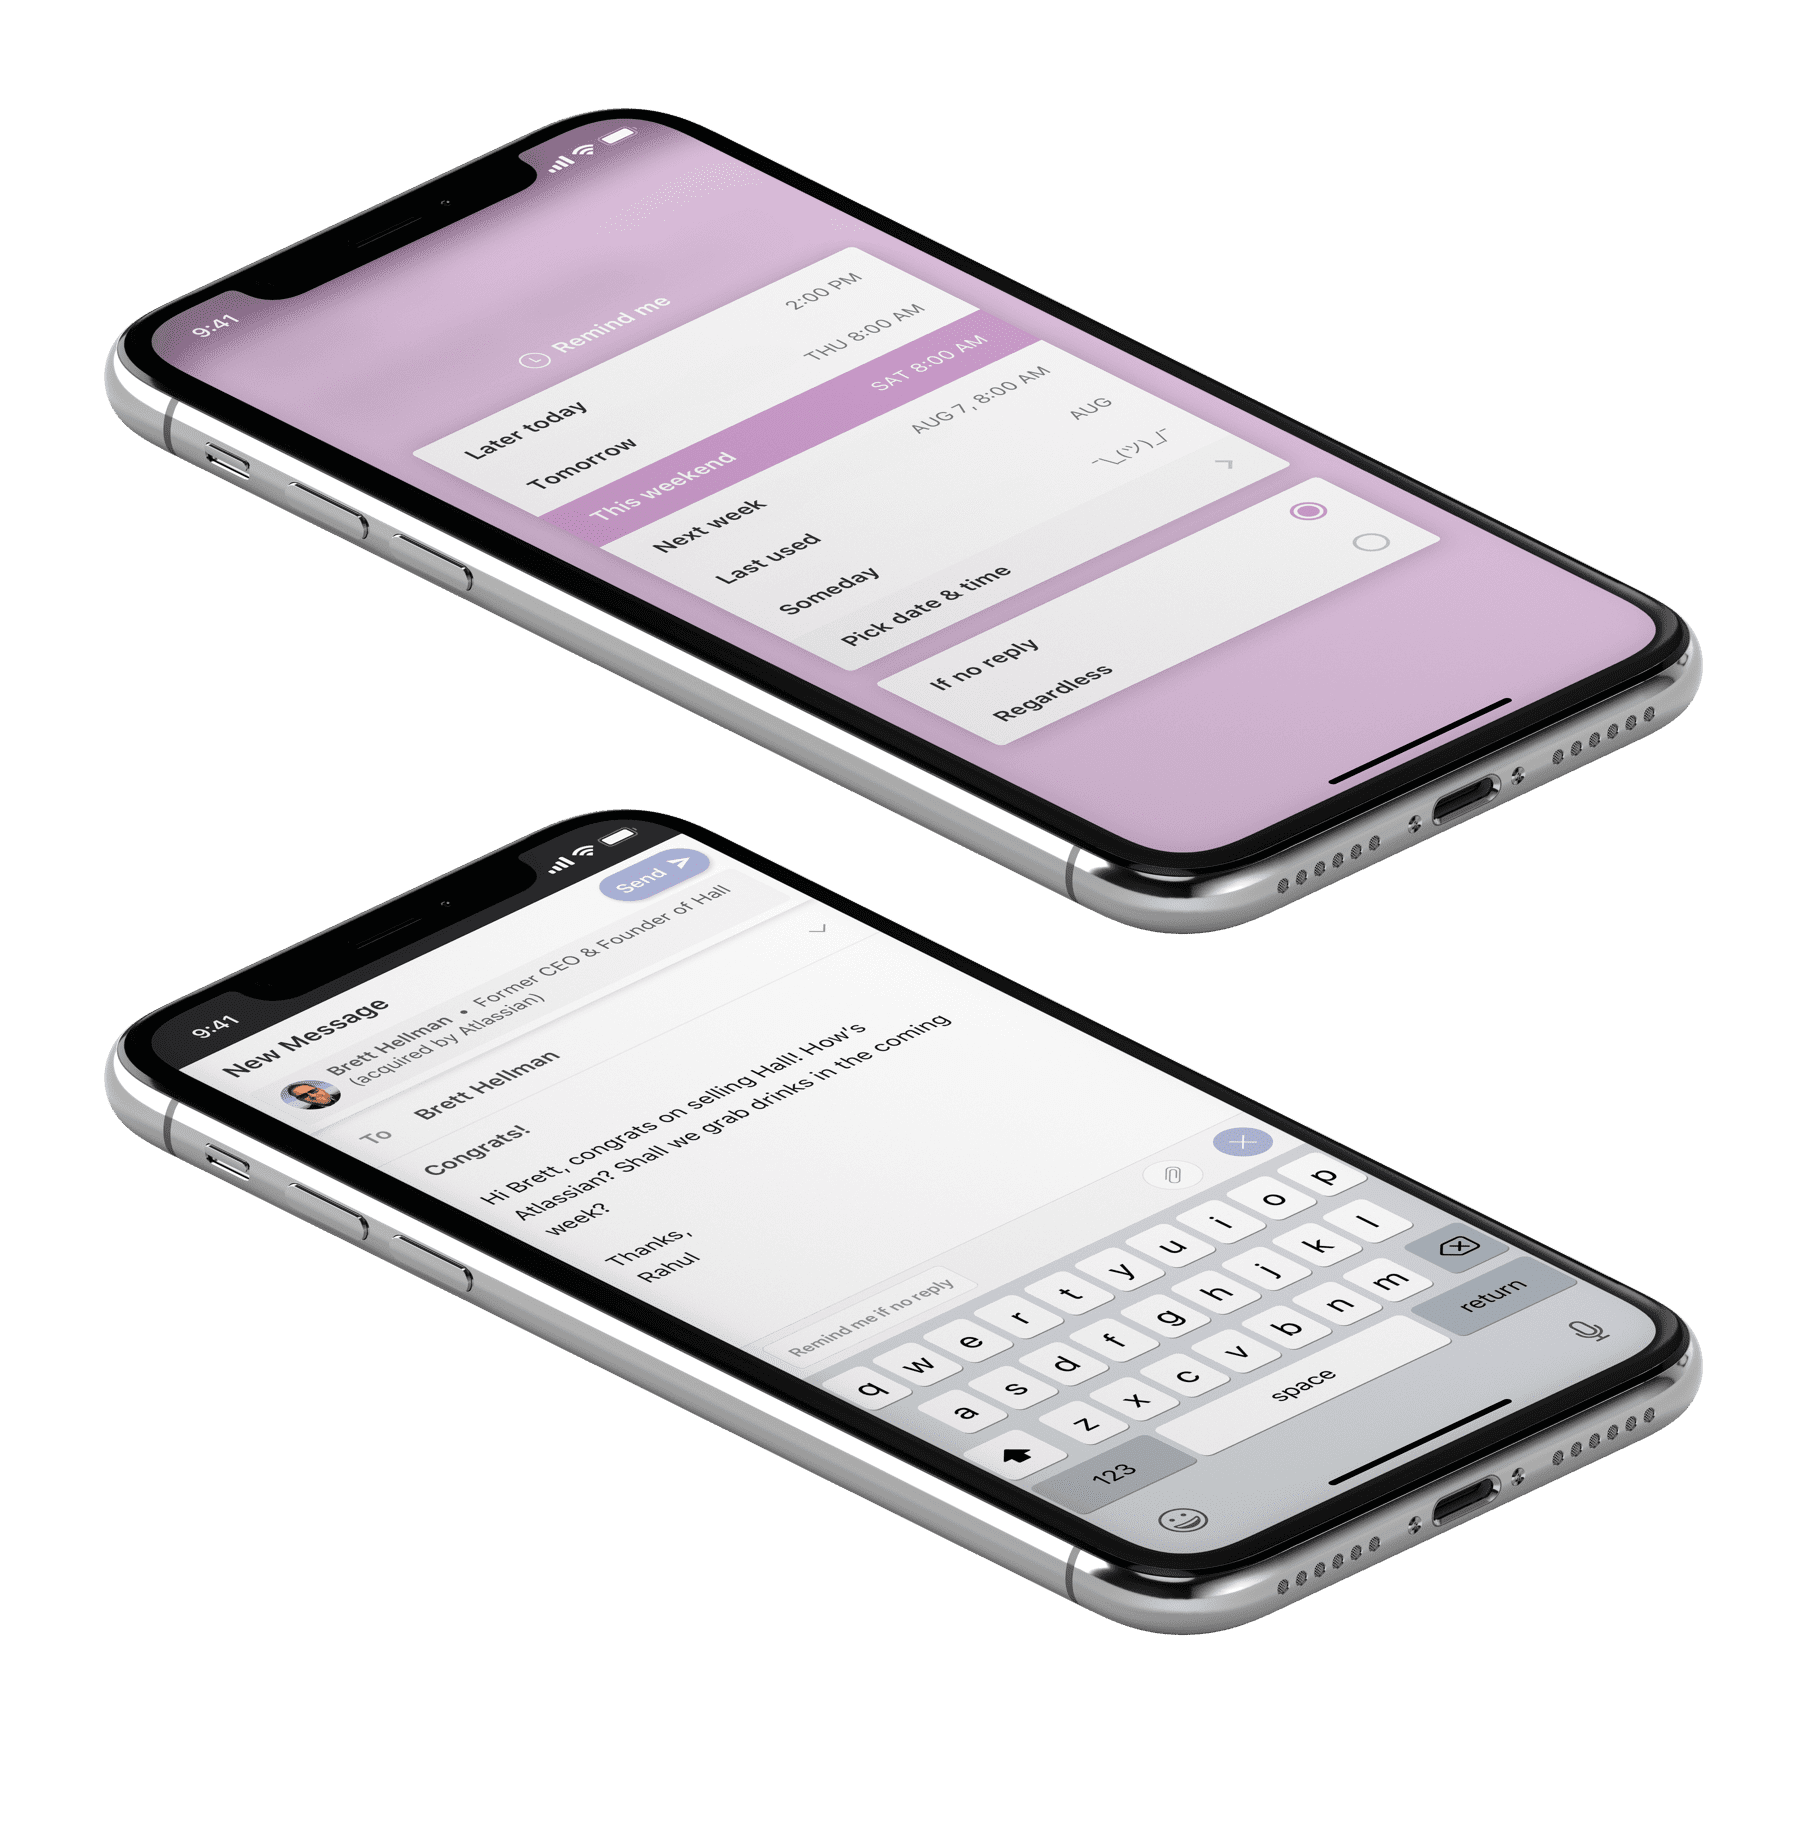 9:41
Remind me
Later today 2:00 PM
Tomorrow THU 8:00 AM
This weekend SAT 8:00 AM
Next week AUG 7, 8:00 AM
Last used AUG
Someday ¯\_(ツ)_/¯
Pick date & time
If no reply
Regardless
9:41
New Message Send
Brett Hellman • Former CEO & Founder of Hall
(acquired by Atlassian)
To Brett Hellman
Congrats!
Hi Brett, congrats on selling Hall! How's
Atlassian? Shall we grab drinks in the coming
week?
Thanks,
Rahul
Remind me if no reply
q w e r t y u i o p
a s d f g h j k l
z x c v b n m
123 space return